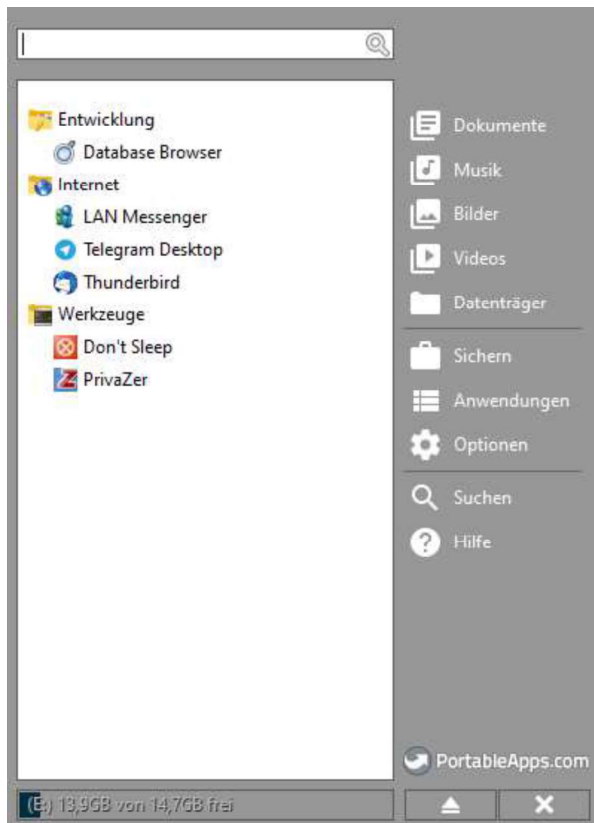 Entwicklung
Database Browser
Internet
LAN Messenger
Telegram Desktop
Thunderbird
Werkzeuge
Don't Sleep
PrivaZer
Dokumente
Musik
Bilder
Videos
Datenträger
Sichern
Anwendungen
Optionen
Suchen
Hilfe
PortableApps.com
(E:) 13,9GB von 14,7GB frei